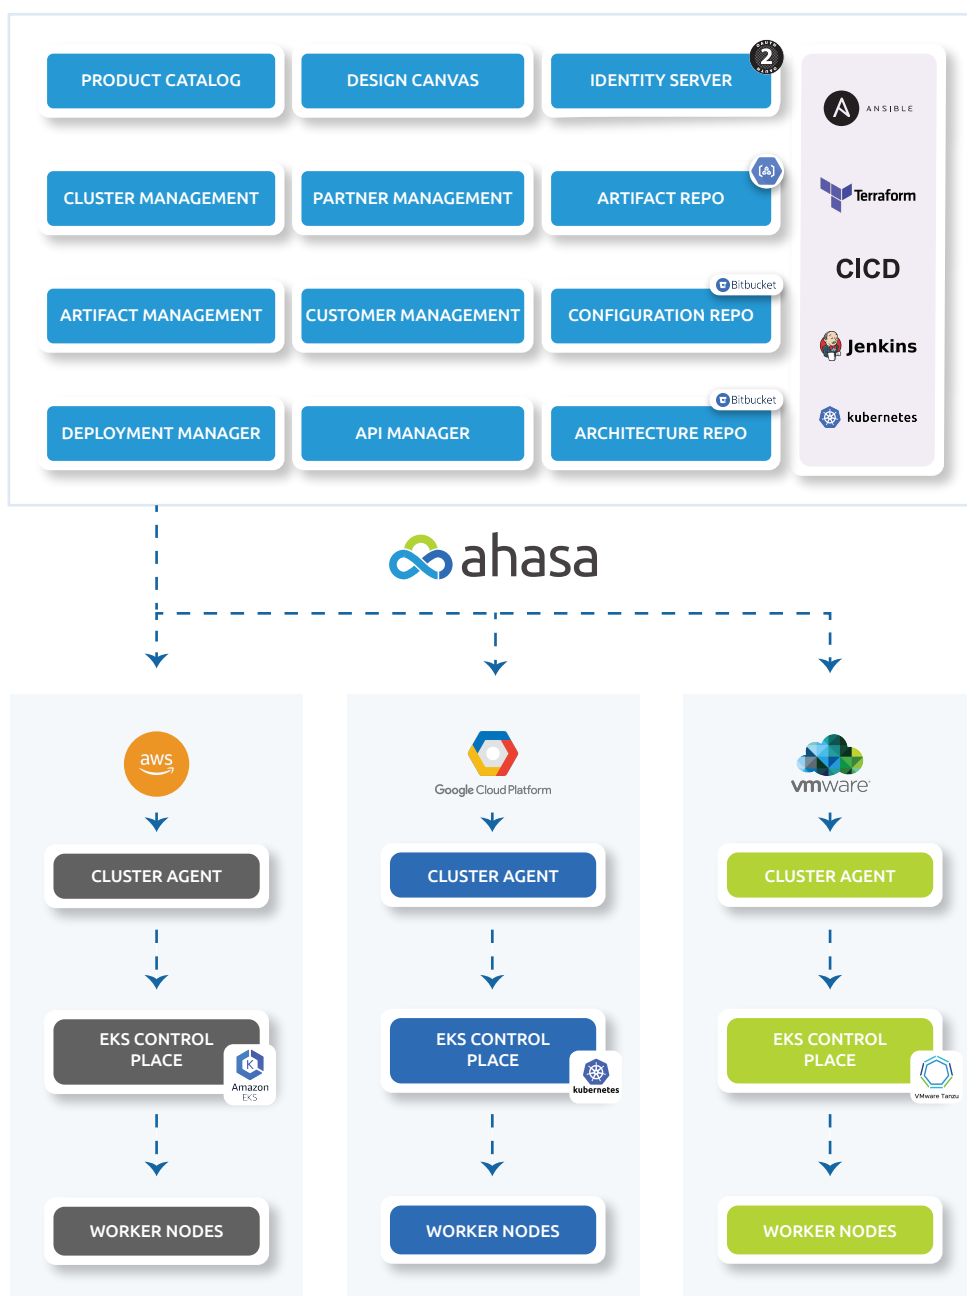 PRODUCT CATALOG
DESIGN CANVAS
IDENTITY SERVER
OAUTH
2
OAUTH
CLUSTER MANAGEMENT
PARTNER MANAGEMENT
ARTIFACT REPO
ARTIFACT MANAGEMENT
CUSTOMER MANAGEMENT
CONFIGURATION REPO
Bitbucket
DEPLOYMENT MANAGER
API MANAGER
ARCHITECTURE REPO
Bitbucket
ANSIBLE
Terraform
CICD
Jenkins
kubernetes
ahasa
aws
CLUSTER AGENT
EKS CONTROL
PLACE
Amazon
EKS
WORKER NODES
Google Cloud Platform
CLUSTER AGENT
EKS CONTROL
PLACE
kubernetes
WORKER NODES
vmware
CLUSTER AGENT
EKS CONTROL
PLACE
VMware Tanzu
WORKER NODES